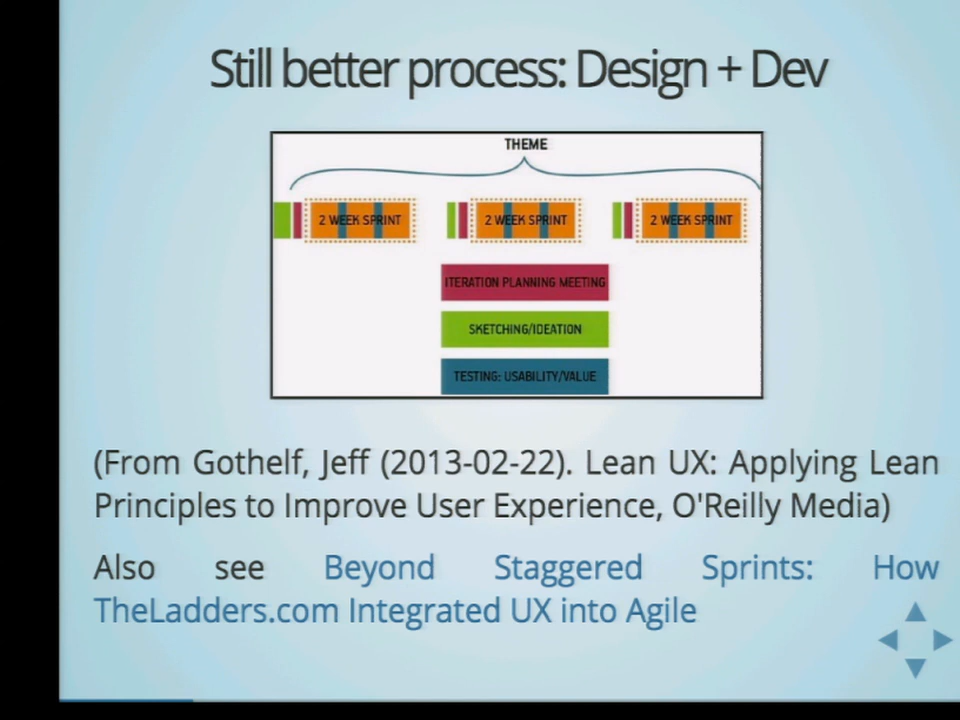 Still better process: Design + Dev
THEME
2 WEEK SPRINT 2 WEEK SPRINT 2 WEEK SPRINT
ITERATION PLANNING MEETING
SKETCHING/IDEATION
TESTING: USABILITY/VALUE
(From Gothelf, Jeff (2013-02-22). Lean UX: Applying Lean
Principles to Improve User Experience, O'Reilly Media)
Also see Beyond Staggered Sprints: How
TheLadders.com Integrated UX into Agile